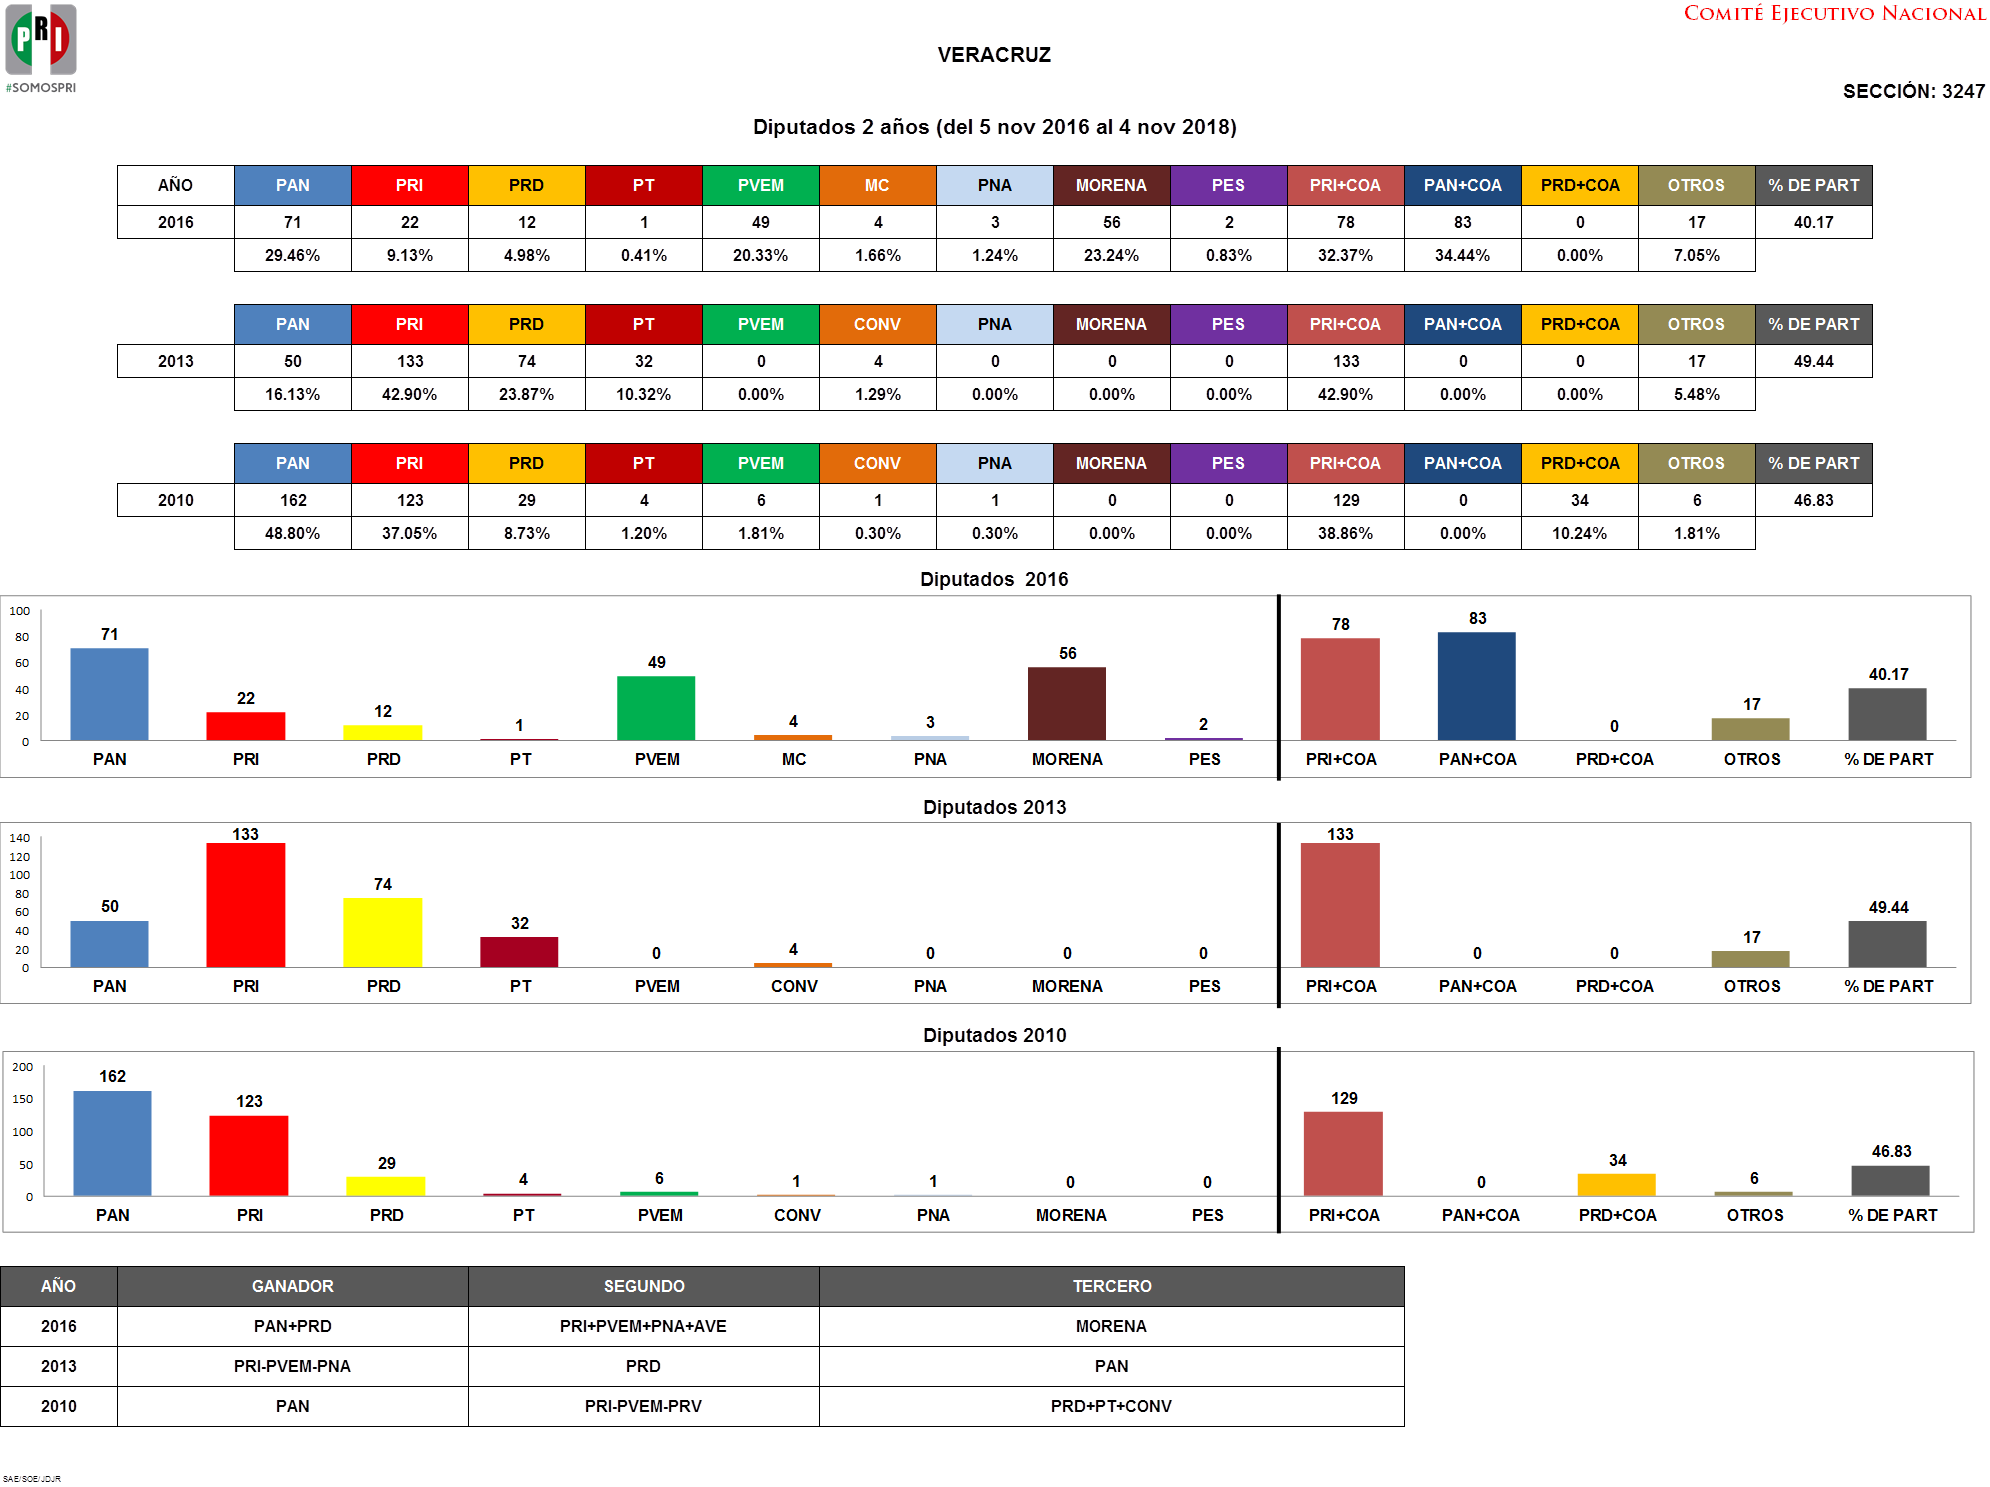 PRI
#SOMOSPRI
COMITÉ EJECUTIVO NACIONAL
VERACRUZ
SECCIÓN: 3247
Diputados 2 años (del 5 nov 2016 al 4 nov 2018)
AÑO PAN PRI PRD PT PVEM MC PNA MORENA PES PRI+COA PAN+COA PRD+COA OTROS % DE PART
2016 71 22 12 1 49 4 3 56 2 78 83 0 17 40.17
29.46% 9.13% 4.98% 0.41% 20.33% 1.66% 1.24% 23.24% 0.83% 32.37% 34.44% 0.00% 7.05%
PAN PRI PRD PT PVEM CONV PNA MORENA PES PRI+COA PAN+COA PRD+COA OTROS % DE PART
2013 50 133 74 32 0 4 0 0 0 133 0 0 17 49.44
16.13% 42.90% 23.87% 10.32% 0.00% 1.29% 0.00% 0.00% 0.00% 42.90% 0.00% 0.00% 5.48%
PAN PRI PRD PT PVEM CONV PNA MORENA PES PRI+COA PAN+COA PRD+COA OTROS % DE PART
2010 162 123 29 4 6 1 1 0 0 129 0 34 6 46.83
48.80% 37.05% 8.73% 1.20% 1.81% 0.30% 0.30% 0.00% 0.00% 38.86% 0.00% 10.24% 1.81%
Diputados 2016
100
80
60
40
20
0
71 22 12 1 49 4 3 56 2 78 83 0 17 40.17
PAN PRI PRD PT PVEM MC PNA MORENA PES PRI+COA PAN+COA PRD+COA OTROS % DE PART
Diputados 2013
140
120
100
80
60
40
20
0
50 133 74 32 0 4 0 0 0 133 0 0 17 49.44
PAN PRI PRD PT PVEM CONV PNA MORENA PES PRI+COA PAN+COA PRD+COA OTROS % DE PART
Diputados 2010
200
150
100
50
0
162 123 29 4 6 1 1 0 0 129 0 34 6 46.83
PAN PRI PRD PT PVEM CONV PNA MORENA PES PRI+COA PAN+COA PRD+COA OTROS % DE PART
AÑO GANADOR SEGUNDO TERCERO
2016 PAN+PRD PRI+PVEM+PNA+AVE MORENA
2013 PRI-PVEM-PNA PRD PAN
2010 PAN PRI-PVEM-PRV PRD+PT+CONV
SAE/SOE/JDJR